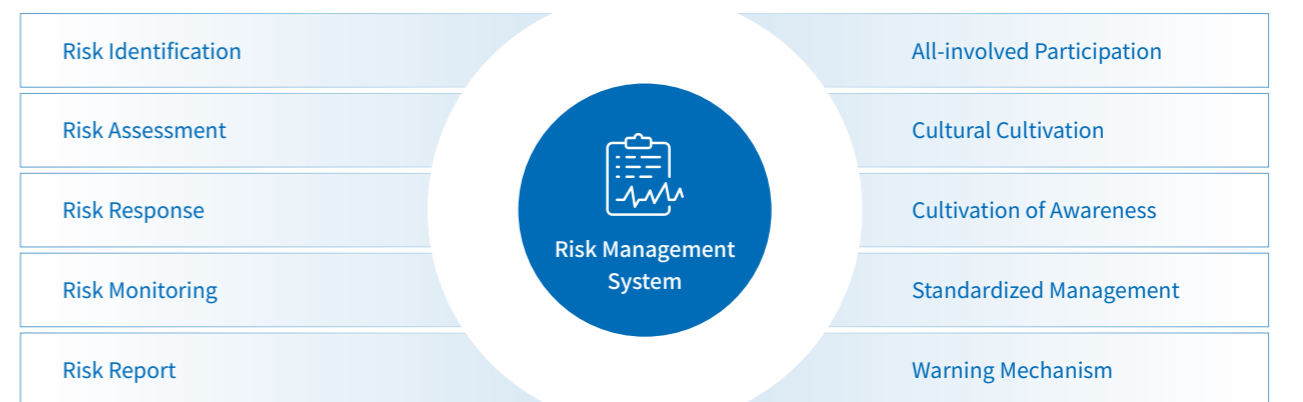 Risk Identification
Risk Assessment
Risk Response
Risk Monitoring
Risk Report
Risk Management
System
All-involved Participation
Cultural Cultivation
Cultivation of Awareness
Standardized Management
Warning Mechanism